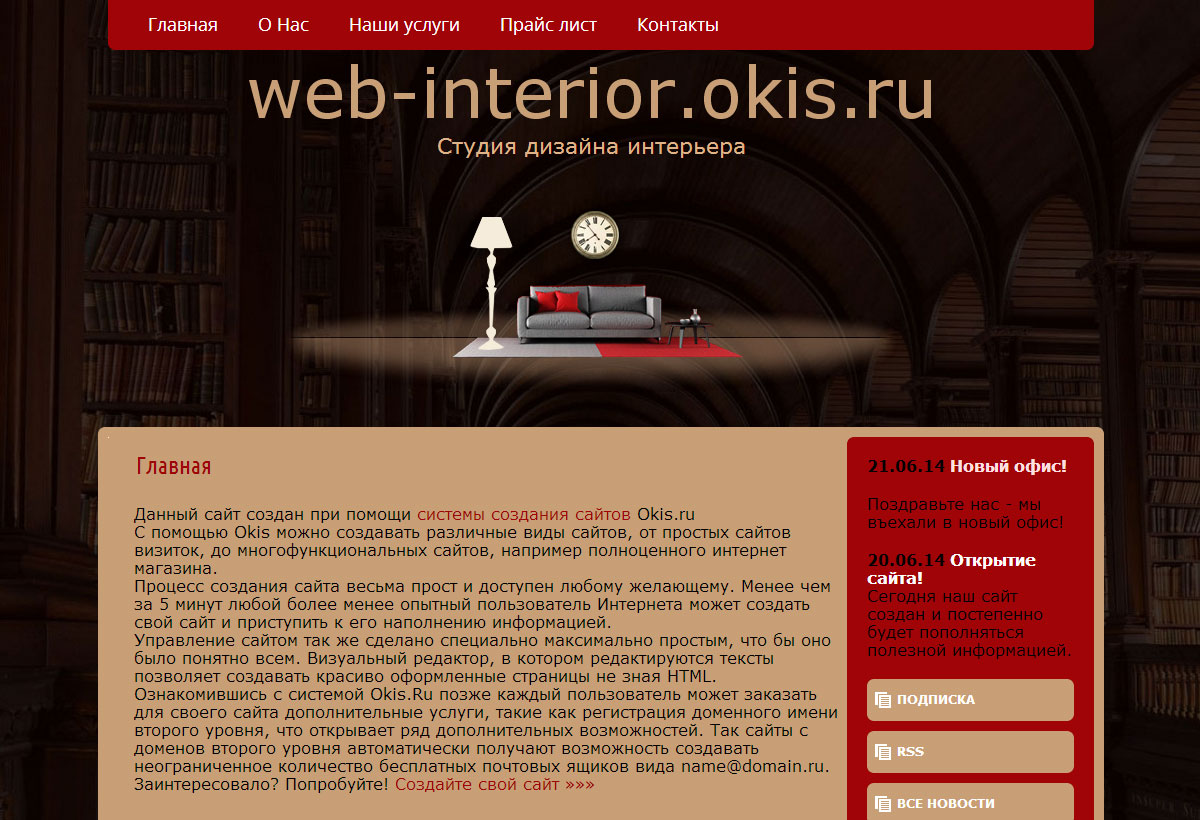 Главная О Нас Наши услуги Прайс лист Контакты
web-interior.okis.ru
Студия дизайна интерьера
Главная
Данный сайт создан при помощи системы создания сайтов Okis.ru
С помощью Okis можно создавать различные виды сайтов, от простых сайтов
визиток, до многофункциональных сайтов, например полноценного интернет
магазина.
Процесс создания сайта весьма прост и доступен любому желающему. Менее чем
за 5 минут любой более менее опытный пользователь Интернета может создать
свой сайт и приступить к его наполнению информацией.
Управление сайтом так же сделано специально максимально простым, что бы оно
было понятно всем. Визуальный редактор, в котором редактируются тексты
позволяет создавать красиво оформленные страницы не зная HTML.
Ознакомившись с системой Okis.Ru позже каждый пользователь может заказать
для своего сайта дополнительные услуги, такие как регистрация доменного имени
второго уровня, что открывает ряд дополнительных возможностей. Так сайты с
доменов второго уровня автоматически получают возможность создавать
неограниченное количество бесплатных почтовых ящиков вида name@domain.ru.
Заинтересовало? Попробуйте! Создайте свой сайт »»»
21.06.14 Новый офис!
Поздравьте нас - мы
въехали в новый офис!
20.06.14 Открытие
сайта!
Сегодня наш сайт
создан и постепенно
будет пополняться
полезной информацией.
ПОДПИСКА
RSS
ВСЕ НОВОСТИ